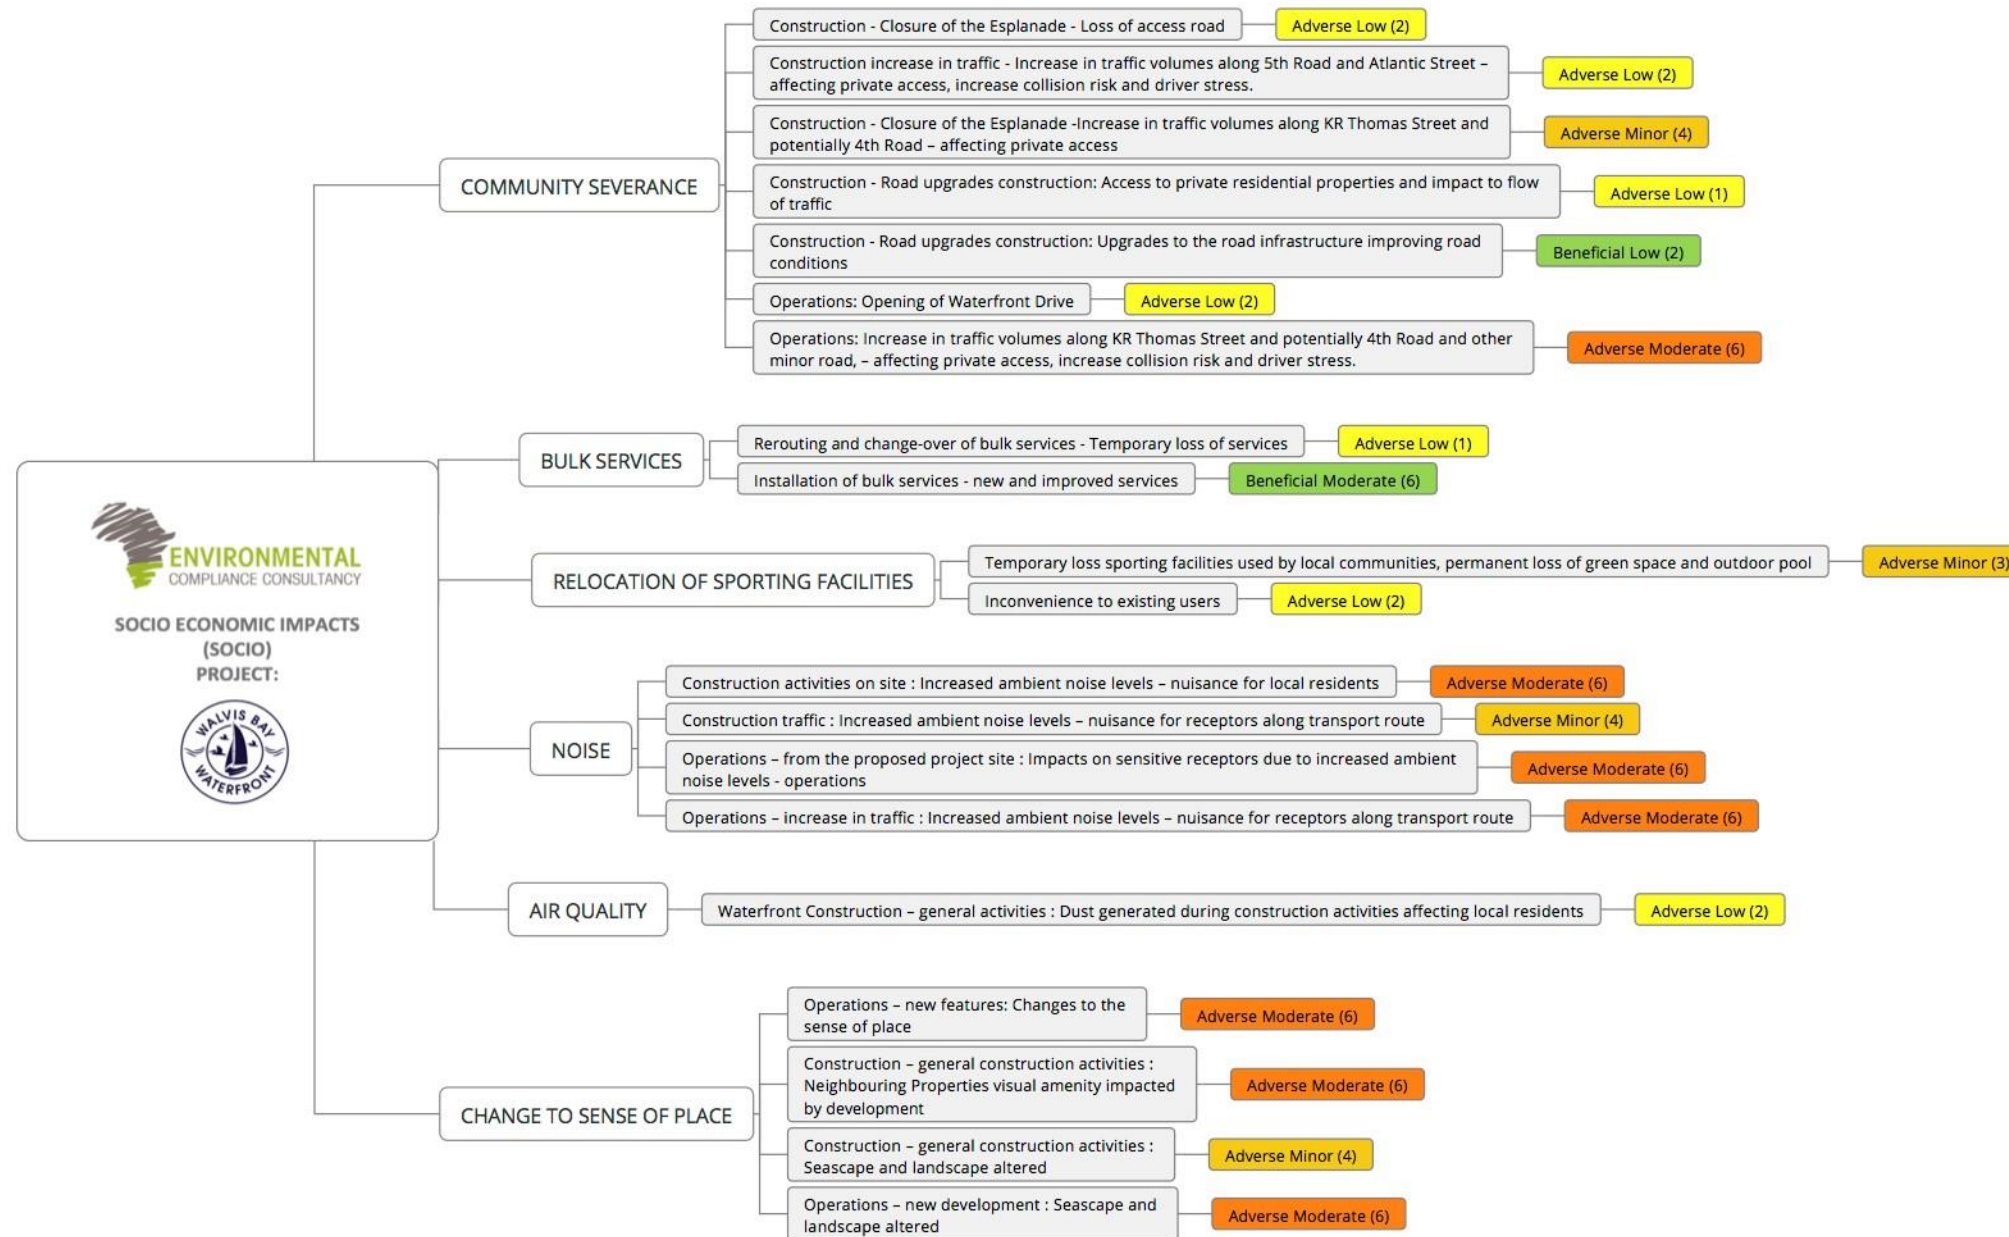 Construction - Closure of the Esplanade - Loss of access road
Adverse Low (2)
Construction increase in traffic - Increase in traffic volumes along 5th Road and Atlantic Street –
affecting private access, increase collision risk and driver stress.
Adverse Low (2)
Construction - Closure of the Esplanade -Increase in traffic volumes along KR Thomas Street and
potentially 4th Road – affecting private access
Adverse Minor (4)
COMMUNITY SEVERANCE
Construction - Road upgrades construction: Access to private residential properties and impact to flow
of traffic
Adverse Low (1)
Construction - Road upgrades construction: Upgrades to the road infrastructure improving road
conditions
Beneficial Low (2)
Operations: Opening of Waterfront Drive
Adverse Low (2)
Operations: Increase in traffic volumes along KR Thomas Street and potentially 4th Road and other
minor road, – affecting private access, increase collision risk and driver stress.
Adverse Moderate (6)
BULK SERVICES
Rerouting and change-over of bulk services - Temporary loss of services
Adverse Low (1)
Installation of bulk services - new and improved services
Beneficial Moderate (6)
ENVIRONMENTAL
COMPLIANCE CONSULTANCY
SOCIO ECONOMIC IMPACTS
(SOCIO)
PROJECT:
WALVIS BAY
WATERFRONT
RELOCATION OF SPORTING FACILITIES
Temporary loss sporting facilities used by local communities, permanent loss of green space and outdoor pool
Adverse Minor (3)
Inconvenience to existing users
Adverse Low (2)
NOISE
Construction activities on site : Increased ambient noise levels – nuisance for local residents
Adverse Moderate (6)
Construction traffic : Increased ambient noise levels – nuisance for receptors along transport route
Adverse Minor (4)
Operations – from the proposed project site : Impacts on sensitive receptors due to increased ambient
noise levels - operations
Adverse Moderate (6)
Operations – increase in traffic : Increased ambient noise levels – nuisance for receptors along transport route
Adverse Moderate (6)
AIR QUALITY
Waterfront Construction – general activities : Dust generated during construction activities affecting local residents
Adverse Low (2)
CHANGE TO SENSE OF PLACE
Operations – new features: Changes to the
sense of place
Adverse Moderate (6)
Construction – general construction activities :
Neighbouring Properties visual amenity impacted
by development
Adverse Moderate (6)
Construction – general construction activities :
Seascape and landscape altered
Adverse Minor (4)
Operations – new development : Seascape and
landscape altered
Adverse Moderate (6)